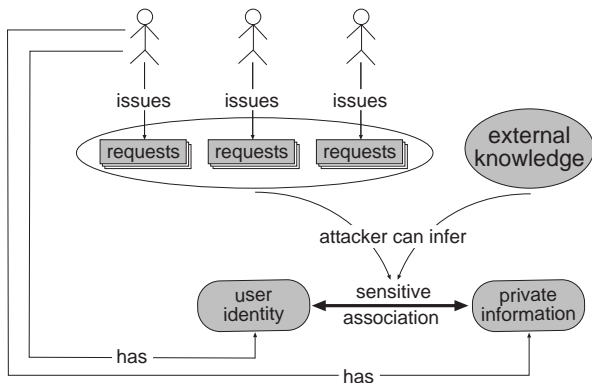 issues issues issues
requests requests requests
external
knowledge
attacker can infer
user
identity
sensitive
association
private
information
has
has